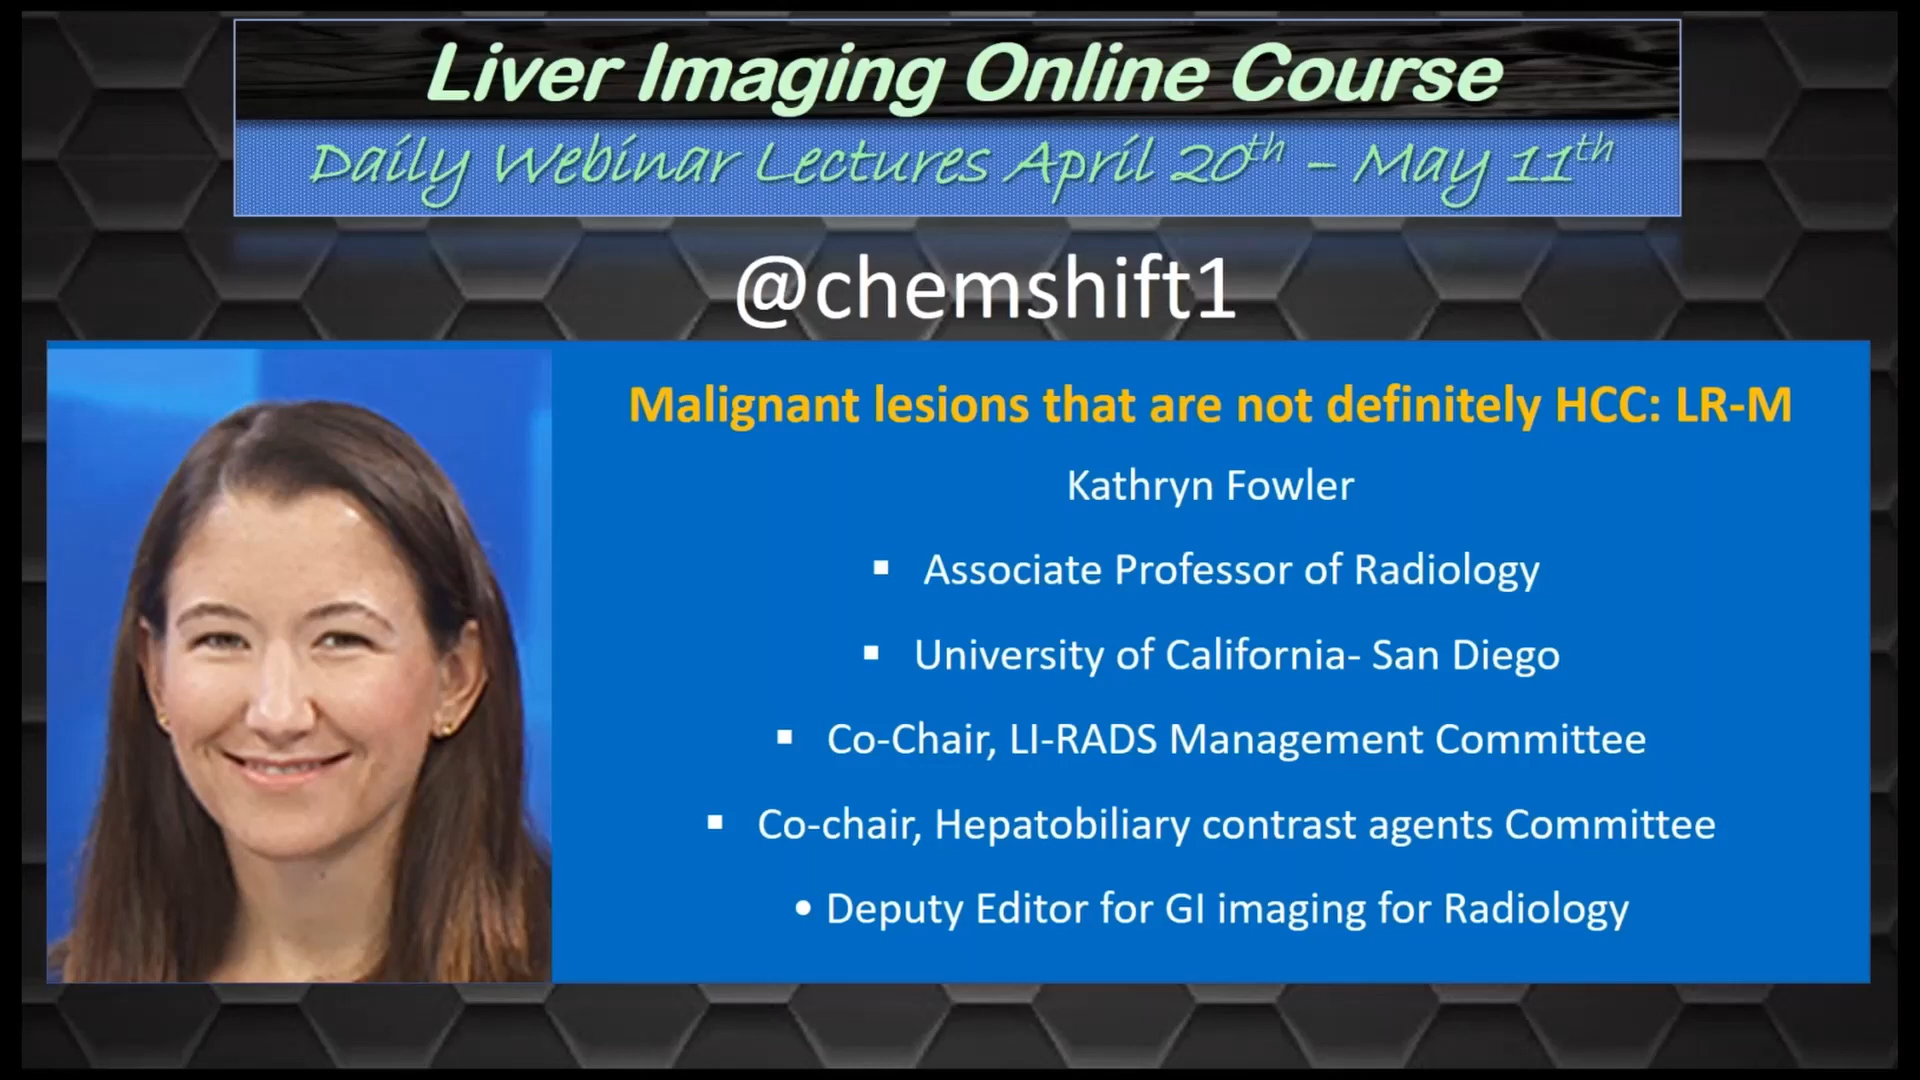 Liver Imaging Online Course
Daily Webinar Lectures April 20th – May 11th
@chemshift1
Malignant lesions that are not definitely HCC: LR-M
Kathryn Fowler
▪ Associate Professor of Radiology
▪ University of California- San Diego
▪ Co-Chair, LI-RADS Management Committee
▪ Co-chair, Hepatobiliary contrast agents Committee
• Deputy Editor for GI imaging for Radiology